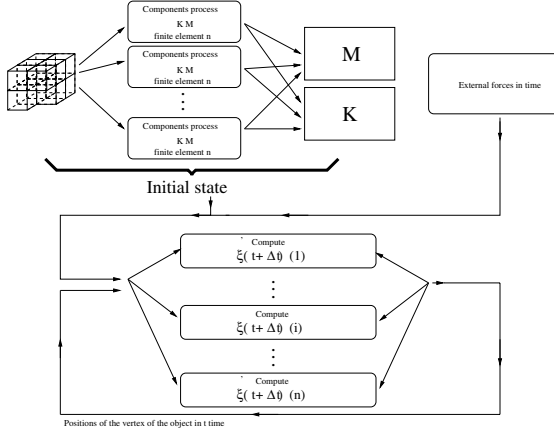 Components process
K M
finite element n
Components process
K M
finite element n
Components process
K M
finite element n
M
K
External forces in time
Initial state
Compute
ξ( t+ Δt) (1)
Compute
ξ( t+ Δt) (i)
Compute
ξ( t+ Δt) (n)
Positions of the vertex of the object in t time